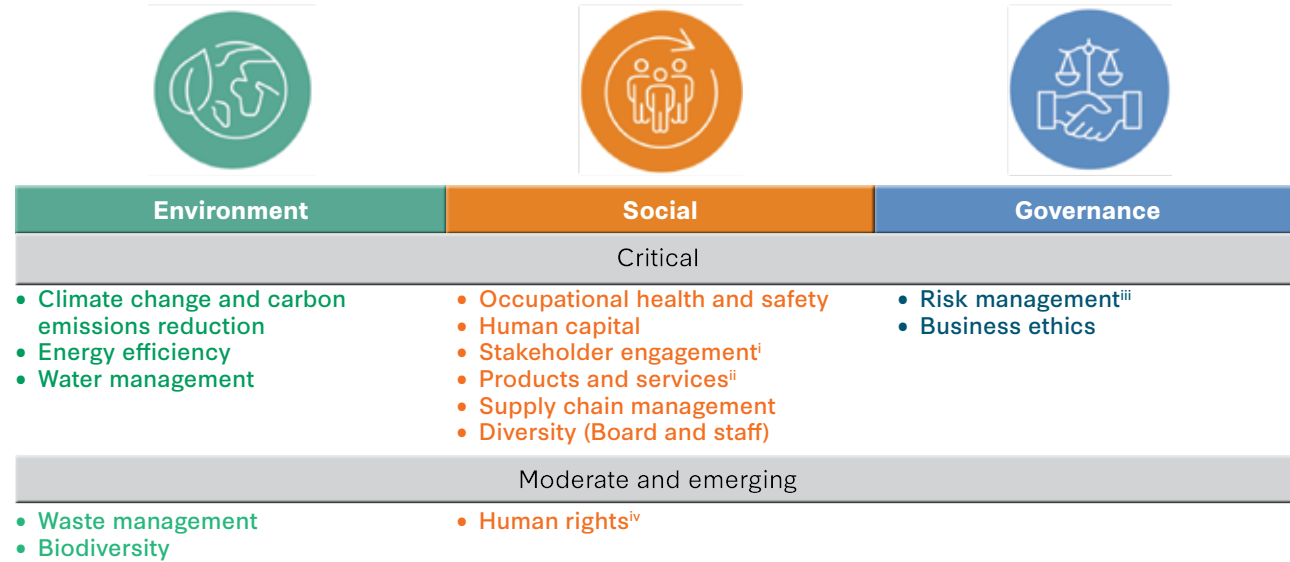 Environment
Social
Governance
Critical
• Climate change and carbon
emissions reduction
• Energy efficiency
• Water management
• Occupational health and safety
• Human capital
• Stakeholder engagementⁱ
• Products and servicesⁱⁱ
• Supply chain management
• Diversity (Board and staff)
• Risk managementⁱⁱⁱ
• Business ethics
Moderate and emerging
• Waste management
• Biodiversity
• Human rightsⁱᵛ